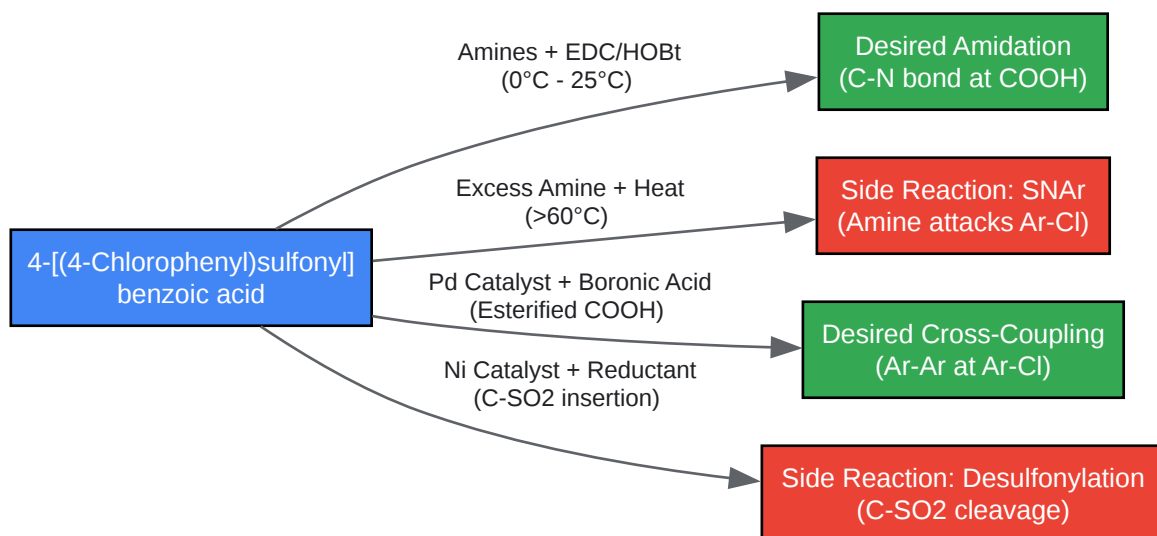 Amines + EDC/HOBt
(0°C - 25°C)
Desired Amidation
(C-N bond at COOH)
Excess Amine + Heat
(>60°C)
Side Reaction: SNAr
(Amine attacks Ar-Cl)
4-[(4-Chlorophenyl)sulfonyl]
benzoic acid
Pd Catalyst + Boronic Acid
(Esterified COOH)
Desired Cross-Coupling
(Ar-Ar at Ar-Cl)
Ni Catalyst + Reductant
(C-SO2 insertion)
Side Reaction: Desulfonylation
(C-SO2 cleavage)